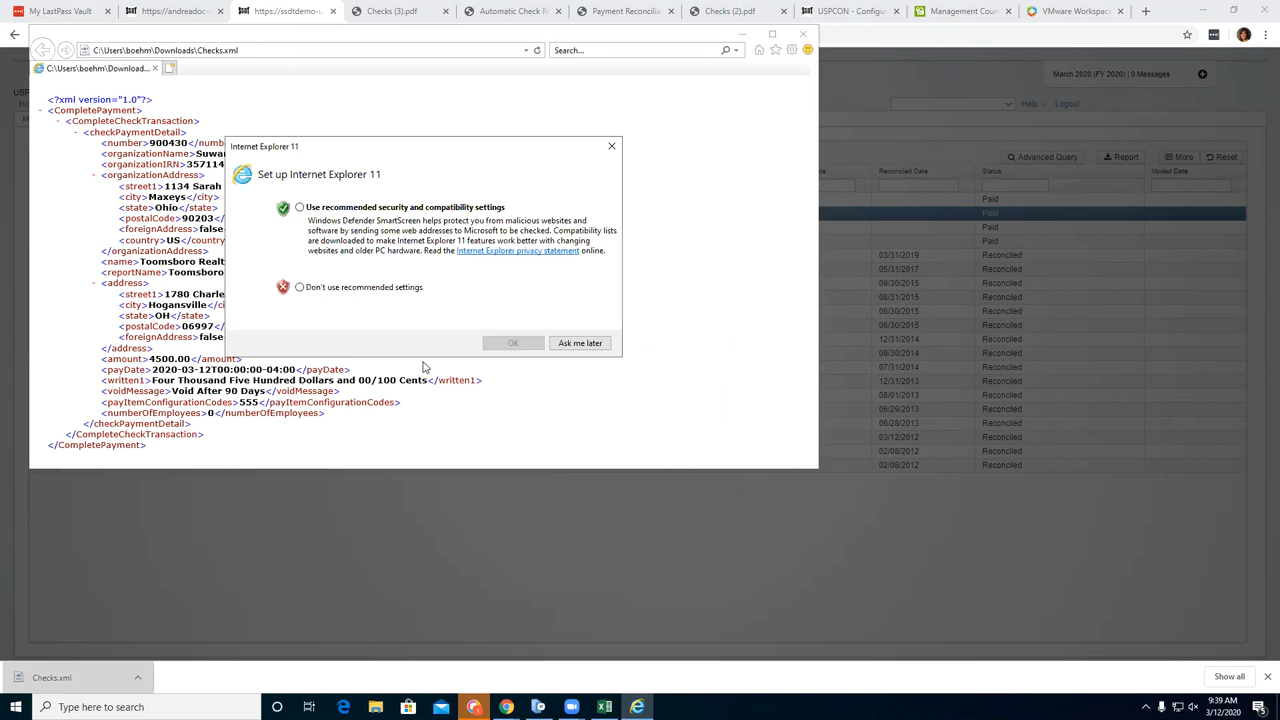 My LastPass Vault
https://andreadoc-
https://ssdtdemo-u
Checks (3).pdf
Automatic Check Re
Payment Reconcilia
Checks (2).pdf
USPCON - Configura
Management Counc
VMware Workspace
C:\Users\boehm\Downloads\Checks.xml
Search...
C:\Users\boehm\Download...
March 2020 (FY 2020) | 0 Messages
USP
Help
Logout
Advanced Query
Report
More
Reset
Reconciled Date
Status
Voided Date
<?xml version="1.0"?>
- <CompletePayment>
- <CompleteCheckTransaction>
- <checkPaymentDetail>
<number>900430</numb
<organizationName>Suwa
<organizationIRN>357114
- <organizationAddress>
<street1>1134 Sarah
<city>Maxeys</city>
<state>Ohio</state>
<postalCode>90203</
<foreignAddress>false
<country>US</country
</organizationAddress>
<name>Toomsboro Realt
<reportName>Toomsboro
- <address>
<street1>1780 Charle
<city>Hogansville</ci
<state>OH</state>
<postalCode>06997</
<foreignAddress>false
</address>
<amount>4500.00</amount>
<payDate>2020-03-12T00:00:00-04:00</payDate>
<written1>Four Thousand Five Hundred Dollars and 00/100 Cents</written1>
<voidMessage>Void After 90 Days</voidMessage>
<payItemConfigurationCodes>555</payItemConfigurationCodes>
<numberOfEmployees>0</numberOfEmployees>
</checkPaymentDetail>
</CompleteCheckTransaction>
</CompletePayment>
Internet Explorer 11
Set up Internet Explorer 11
Use recommended security and compatibility settings
Windows Defender SmartScreen helps protect you from malicious websites and
software by sending some web addresses to Microsoft to be checked. Compatibility lists
are downloaded to make Internet Explorer 11 features work better with changing
websites and older PC hardware. Read the Internet Explorer privacy statement online.
Don't use recommended settings
OK
Ask me later
Paid
Paid
Paid
Paid
03/31/2019 Reconciled
05/31/2017 Reconciled
09/30/2015 Reconciled
08/31/2015 Reconciled
06/30/2015 Reconciled
06/30/2015 Reconciled
12/31/2014 Reconciled
09/30/2014 Reconciled
07/31/2014 Reconciled
12/31/2013 Reconciled
08/01/2013 Reconciled
06/29/2013 Reconciled
06/28/2013 Reconciled
03/12/2012 Reconciled
02/08/2012 Reconciled
02/08/2012 Reconciled
Checks.xml
Show all
Type here to search
9:39 AM
3/12/2020